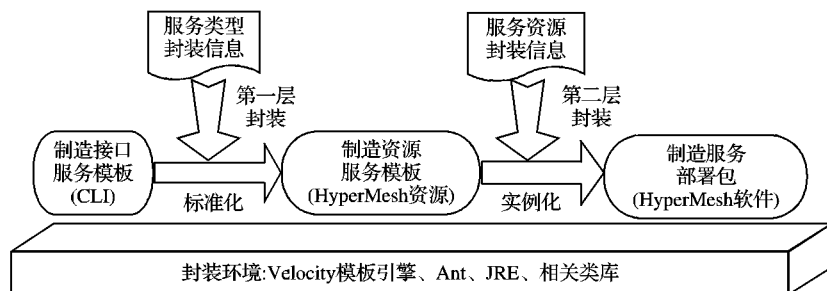 服务类型
封装信息
服务资源
封装信息
第一层
封装
第二层
封装
制造接口
服务模板
(CLI)
标准化
制造资源
服务模板
(HyperMesh资源)
实例化
制造服务
部署包
(HyperMesh软件)
封装环境:Velocity模板引擎、Ant、JRE、相关类库